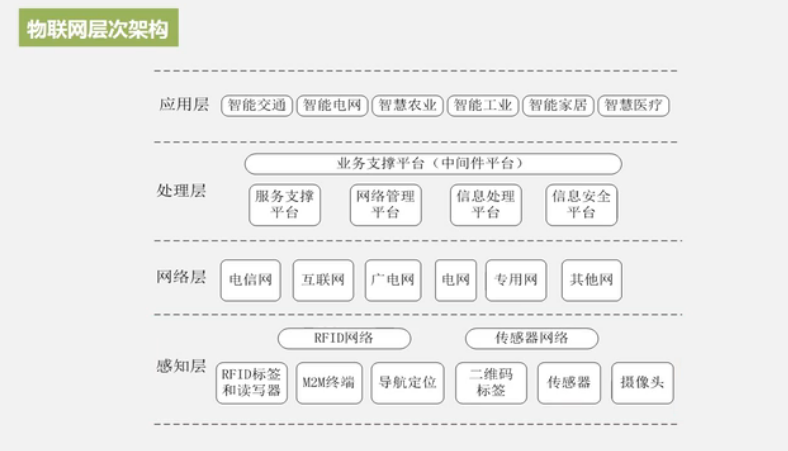 物联网层次架构
应用层 智能交通 智能电网 智慧农业 智能工业 智能家居 智慧医疗
业务支撑平台（中间件平台）
处理层
服务支撑平台 网络管理平台 信息处理平台 信息安全平台
网络层 电信网 互联网 广电网 电网 专用网 其他网
RFID网络 传感器网络
感知层
RFID标签和读写器 M2M终端 导航定位 二维码标签 传感器 摄像头